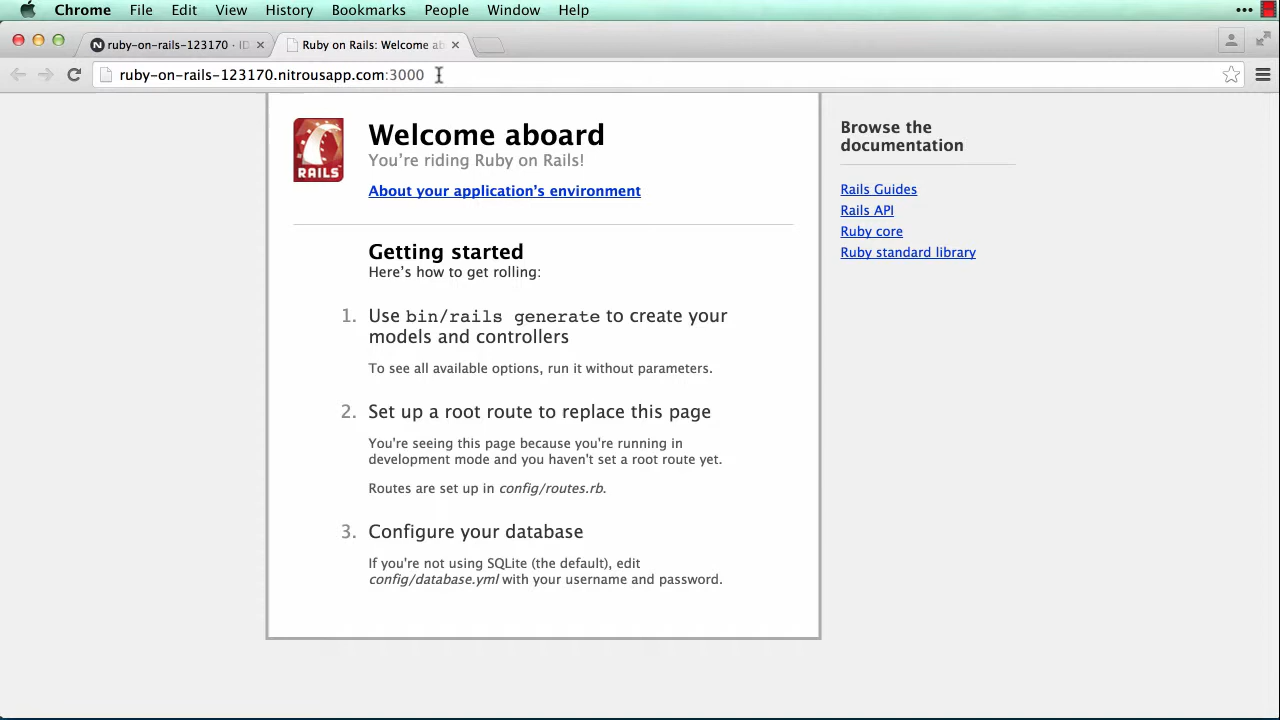 Chrome File Edit View History Bookmarks People Window Help
ruby-on-rails-123170 · ID
Ruby on Rails: Welcome ab
ruby-on-rails-123170.nitrousapp.com:3000
RAILS
Welcome aboard
You’re riding Ruby on Rails!
About your application’s environment
Getting started
Here’s how to get rolling:
1. Use bin/rails generate to create your
models and controllers
To see all available options, run it without parameters.
2. Set up a root route to replace this page
You're seeing this page because you're running in
development mode and you haven't set a root route yet.
Routes are set up in config/routes.rb.
3. Configure your database
If you're not using SQLite (the default), edit
config/database.yml with your username and password.
Browse the
documentation
Rails Guides
Rails API
Ruby core
Ruby standard library